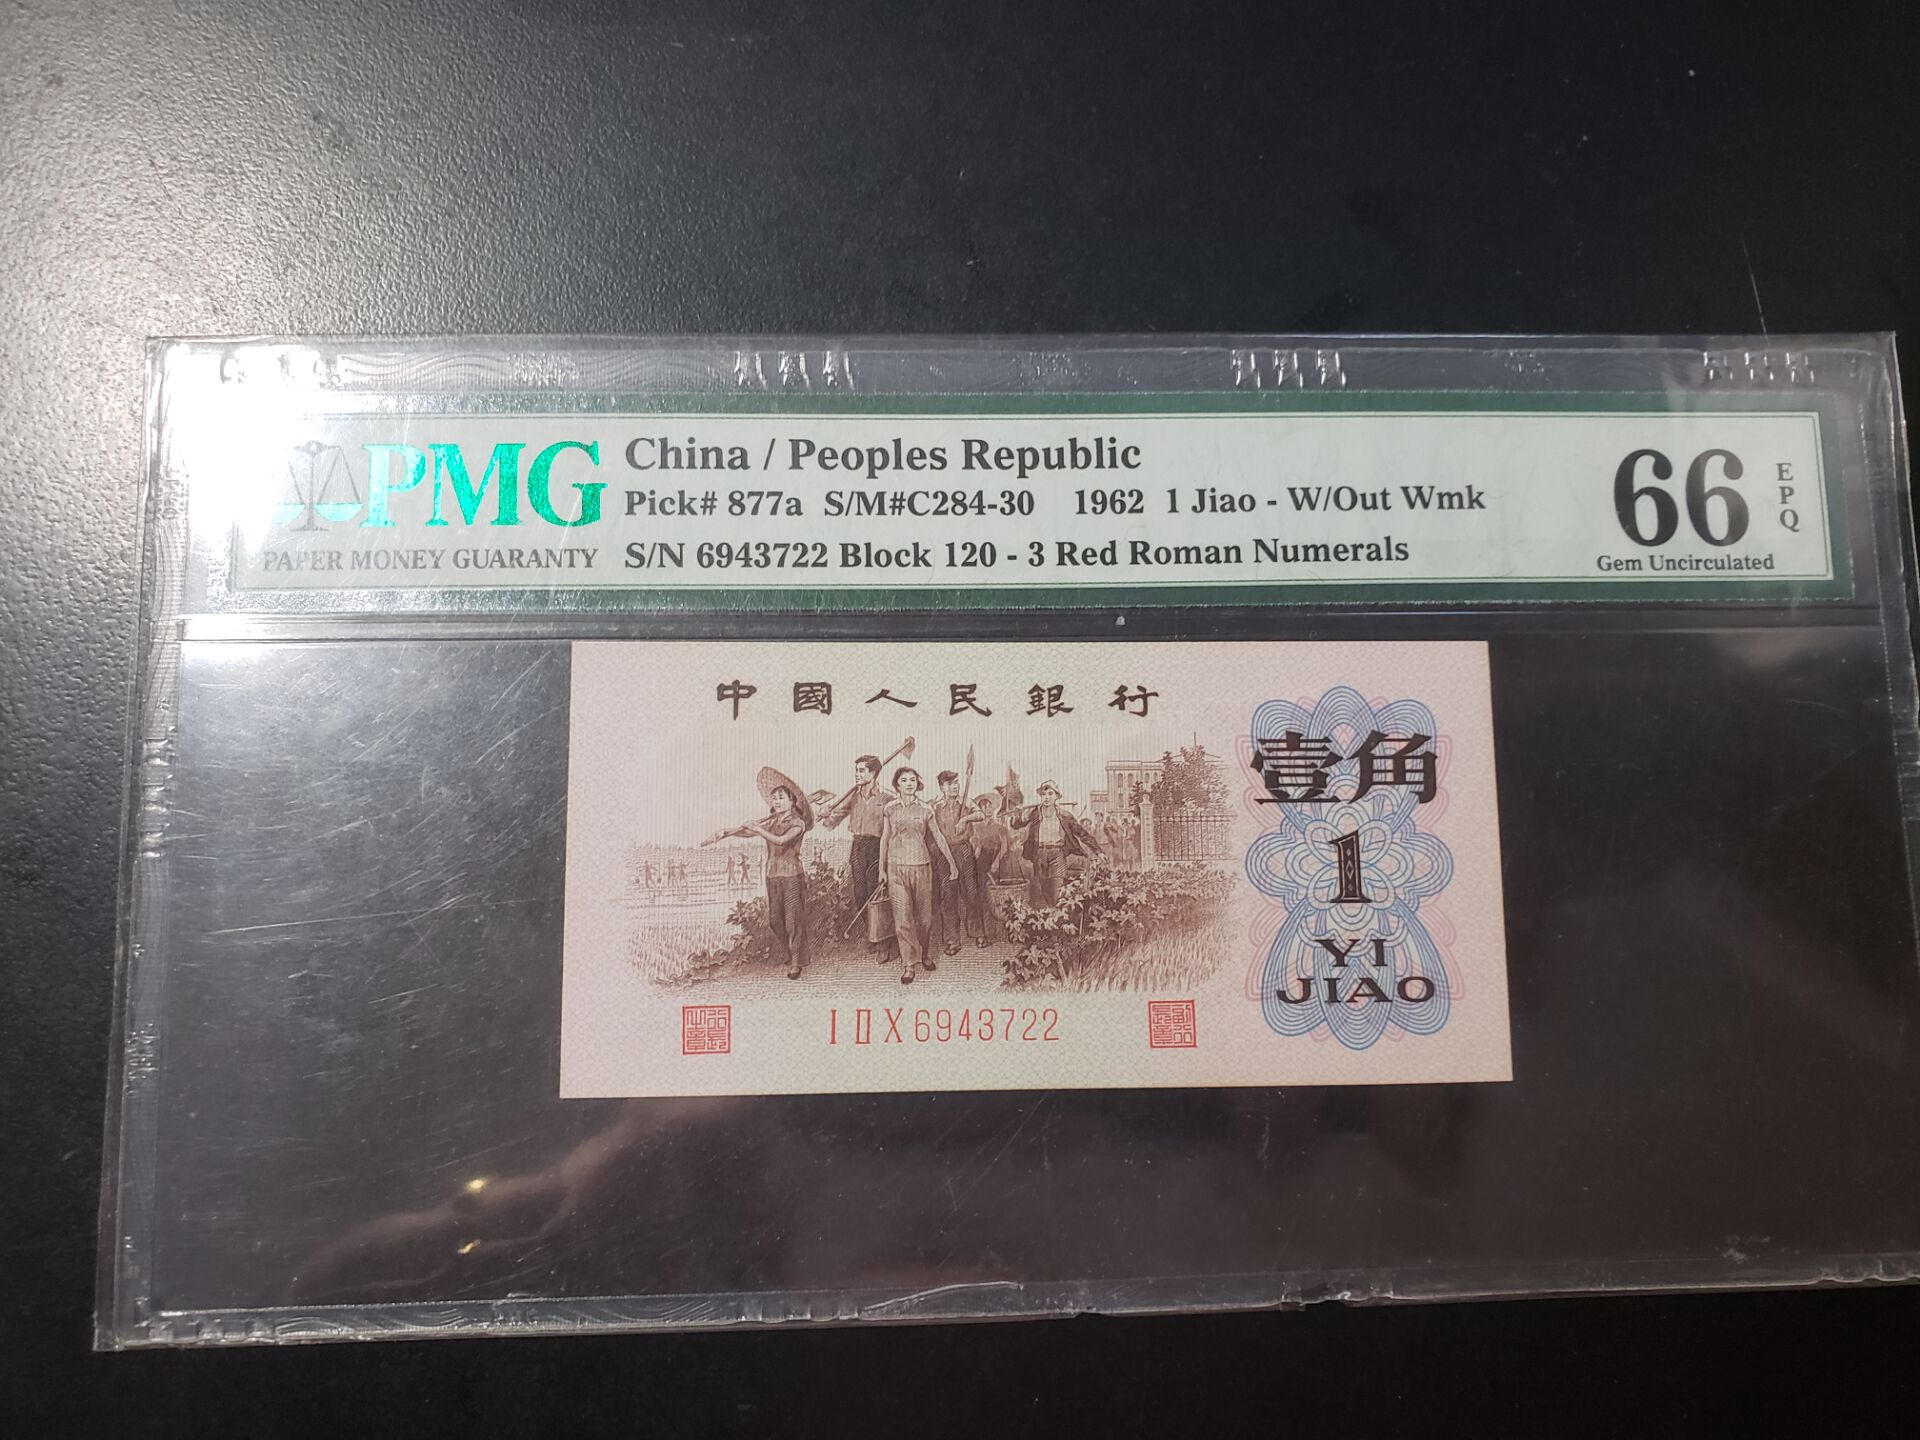 PMG
PAPER MONEY GUARANTY
China / Peoples Republic
Pick# 877a S/M#C284-30 1962 1 Jiao - W/Out Wmk
S/N 6943722 Block 120 - 3 Red Roman Numerals
66
EPQ
Gem Uncirculated
中國人民銀行
壹角
1
YI
JIAO
I II X 6943722